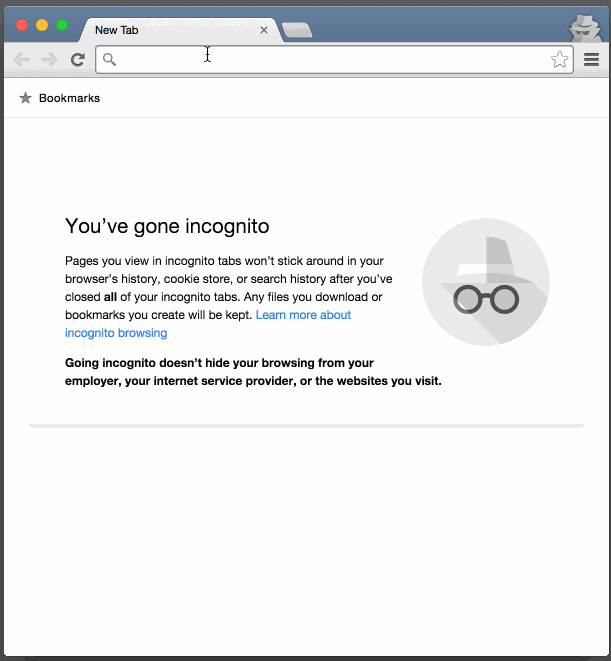 New Tab
Bookmarks
You’ve gone incognito
Pages you view in incognito tabs won’t stick around in your
browser’s history, cookie store, or search history after you’ve
closed all of your incognito tabs. Any files you download or
bookmarks you create will be kept. Learn more about
incognito browsing
Going incognito doesn’t hide your browsing from your
employer, your internet service provider, or the websites you visit.